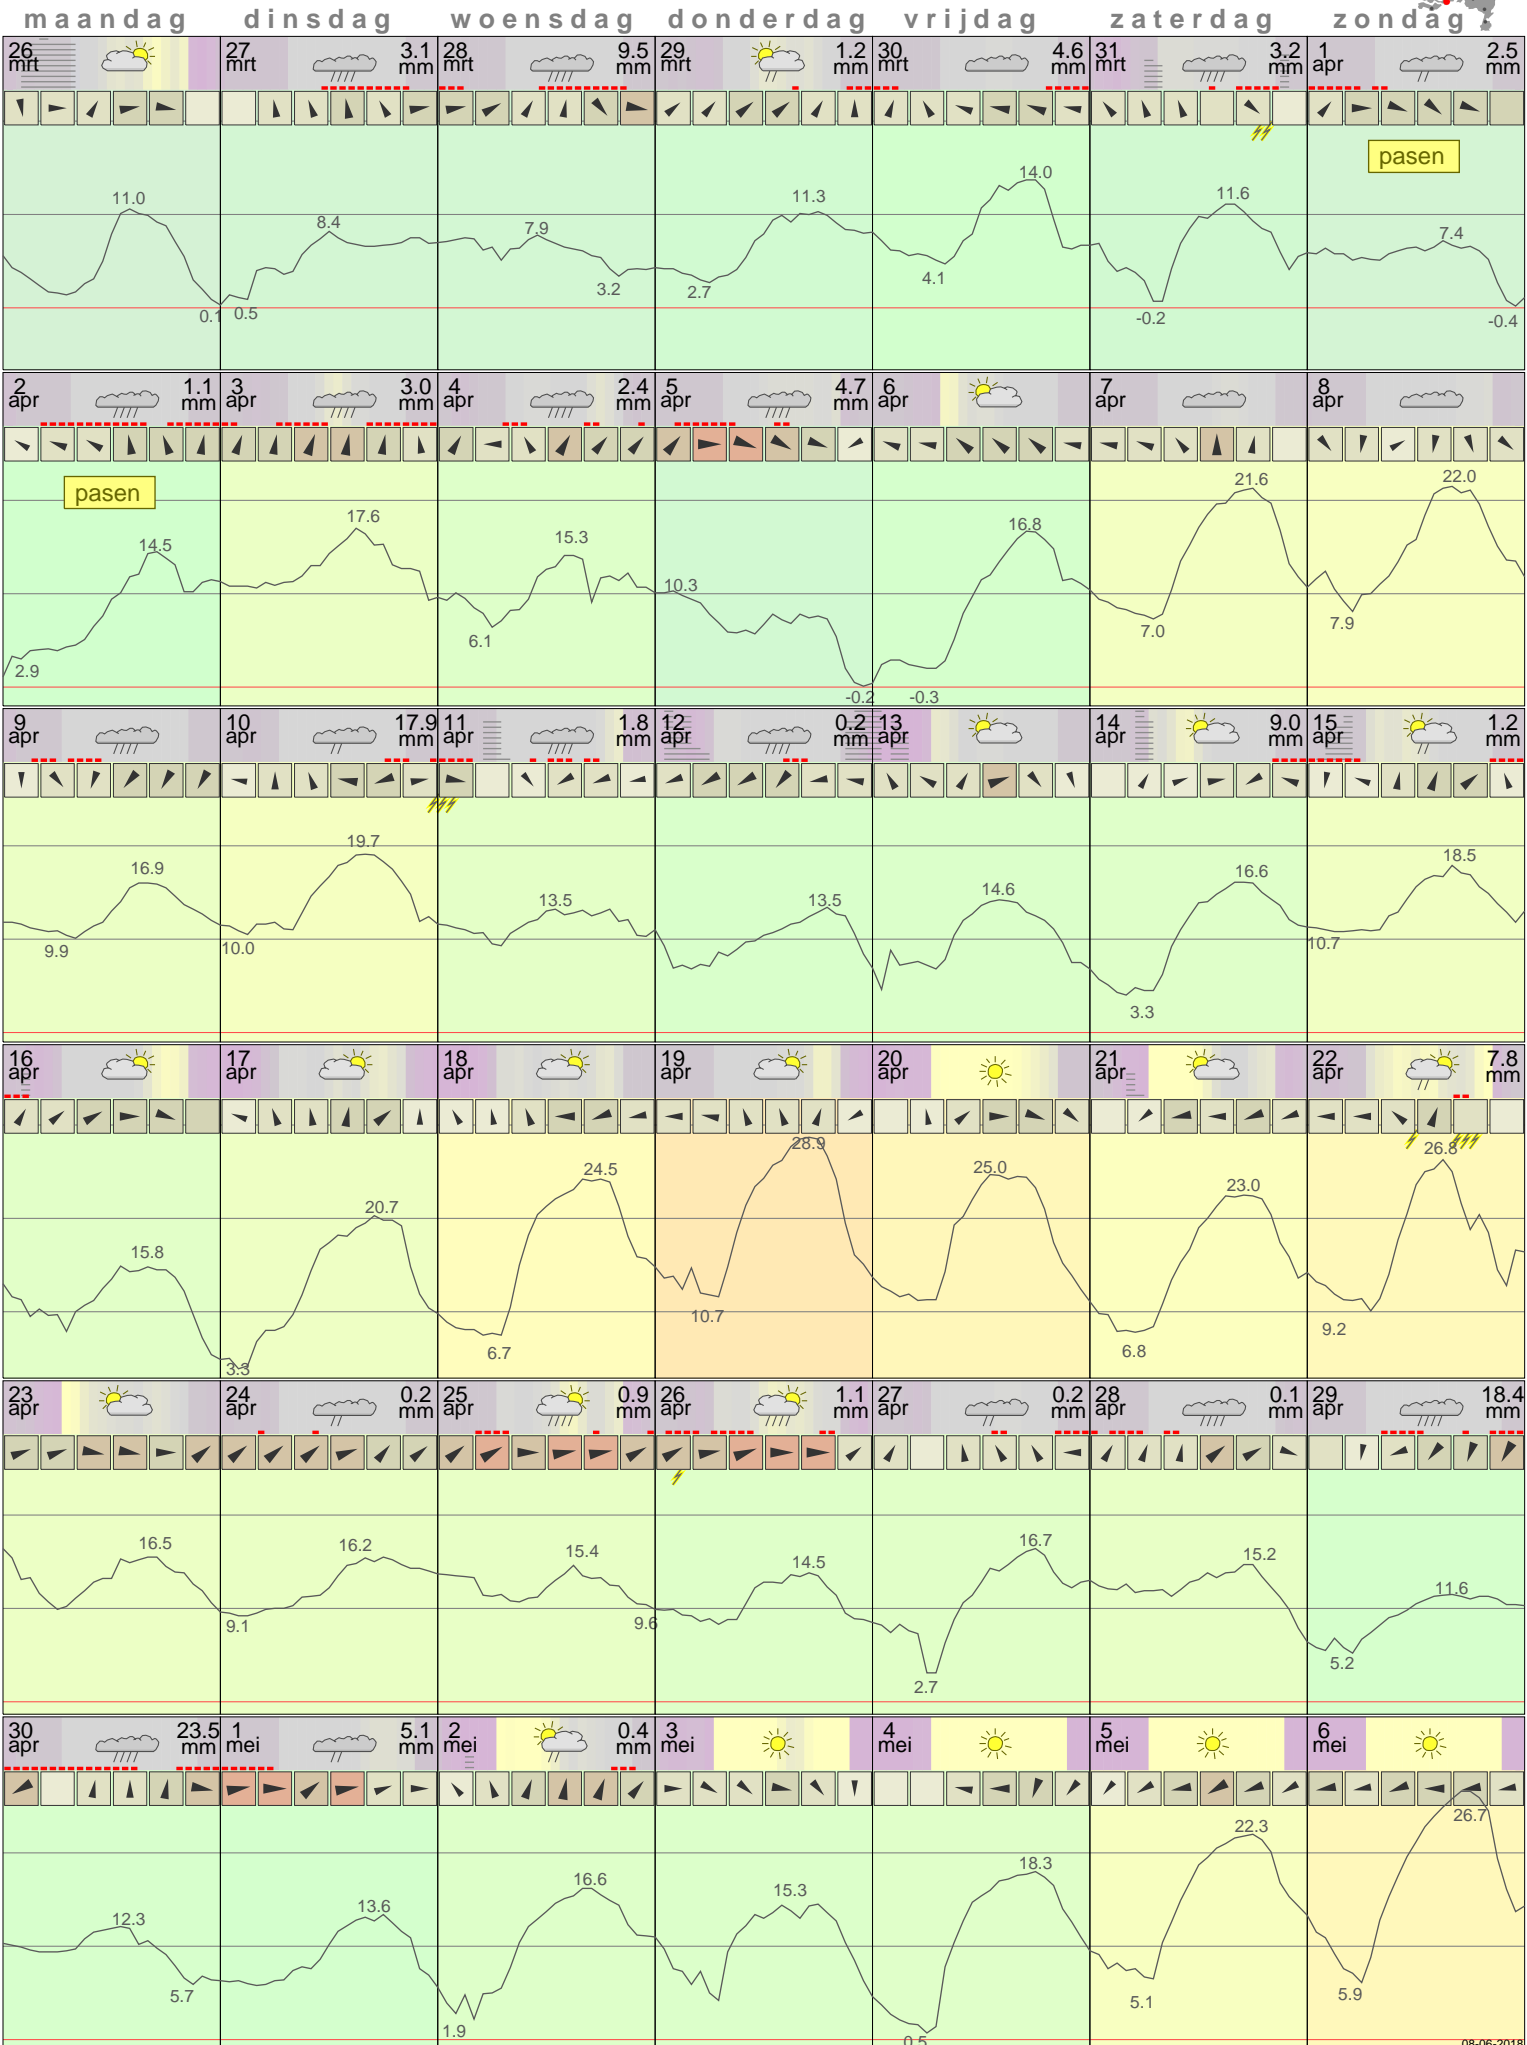 maandag dinsdag woensdag donderdag vrijdag zaterdag zondag
26 27 3.1 28 9.5 29 1.2 30 4.6 31 3.2 1 2.5
mrt mrt mm mrt mm mrt mm mrt mm mrt mm apr mm
pasen
11.0 8.4 7.9 11.3 14.0 11.6 7.4
0.1 0.5 3.2 2.7 4.1 -0.2 -0.4
2 1.1 3 3.0 4 2.4 5 4.7 6 7 8
apr mm apr mm apr mm apr mm apr apr apr
pasen
14.5 17.6 15.3 10.3 16.8 21.6 22.0
2.9 6.1 -0.2 -0.3 7.0 7.9
9 10 17.9 11 1.8 12 0.2 13 14 9.0 15 1.2
apr apr mm apr mm apr mm apr apr mm apr mm
16.9 19.7 13.5 13.5 14.6 16.6 18.5
9.9 10.0 3.3 10.7
16 17 18 19 20 21 22 7.8
apr apr apr apr apr apr apr mm
15.8 20.7 24.5 28.9 25.0 23.0 26.8
3.3 6.7 10.7 6.8 9.2
23 24 0.2 25 0.9 26 1.1 27 0.2 28 0.1 29 18.4
apr apr mm apr mm apr mm apr mm apr mm apr mm
16.5 16.2 15.4 14.5 16.7 15.2 11.6
9.1 9.6 2.7 5.2
30 23.5 1 5.1 2 0.4 3 4 5 6
apr mm mei mm mei mm mei mei mei mei
12.3 13.6 16.6 15.3 18.3 22.3 26.7
5.7 1.9 0.5 5.1 5.9
08-06-2018